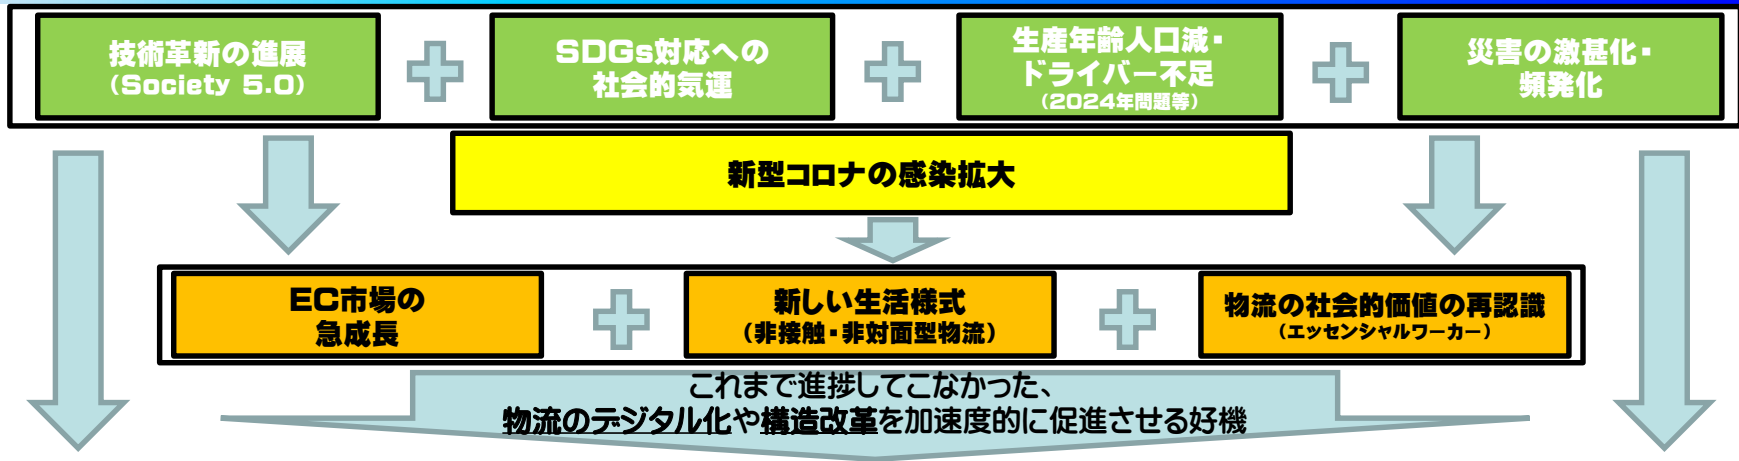 技術革新の進展
(Society 5.0)
SDGs対応への
社会的気運
生産年齢人口減・
ドライバー不足
(2024年問題等)
災害の激甚化・
頻発化
新型コロナの感染拡大
EC市場の
急成長
新しい生活様式
(非接触・非対面型物流)
物流の社会的価値の再認識
(エッセンシャルワーカー)
これまで進捗してこなかった、
物流のデジタル化や構造改革を加速度的に促進させる好機